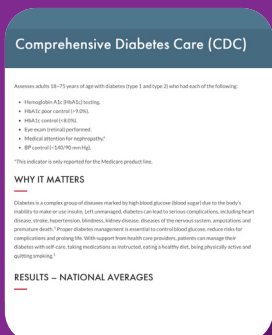 Comprehensive Diabetes Care (CDC)
Assesses adults 18–75 years of age with diabetes (type 1 and type 2) who had each of the following:
• Hemoglobin A1c (HbA1c) testing.
• HbA1c poor control (>9.0%).
• HbA1c control (<8.0%).
• Eye exam (retinal) performed.
• Medical attention for nephropathy.*
• BP control (<140/90 mm Hg).
*This indicator is only reported for the Medicare product line.
WHY IT MATTERS
Diabetes is a complex group of diseases marked by high blood glucose (blood sugar) due to the body's
inability to make or use insulin. Left unmanaged, diabetes can lead to serious complications, including heart
disease, stroke, hypertension, blindness, kidney disease, diseases of the nervous system, amputations and
premature death. Proper diabetes management is essential to control blood glucose, reduce risks for
complications and prolong life. With support from health care providers, patients can manage their
diabetes with self-care, taking medications as instructed, eating a healthy diet, being physically active and
quitting smoking.
RESULTS – NATIONAL AVERAGES